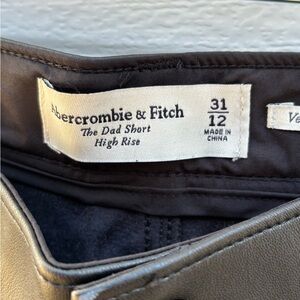 Abercrombie & Fitch
The Dad Short
High Rise
31
12
MADE IN
CHINA